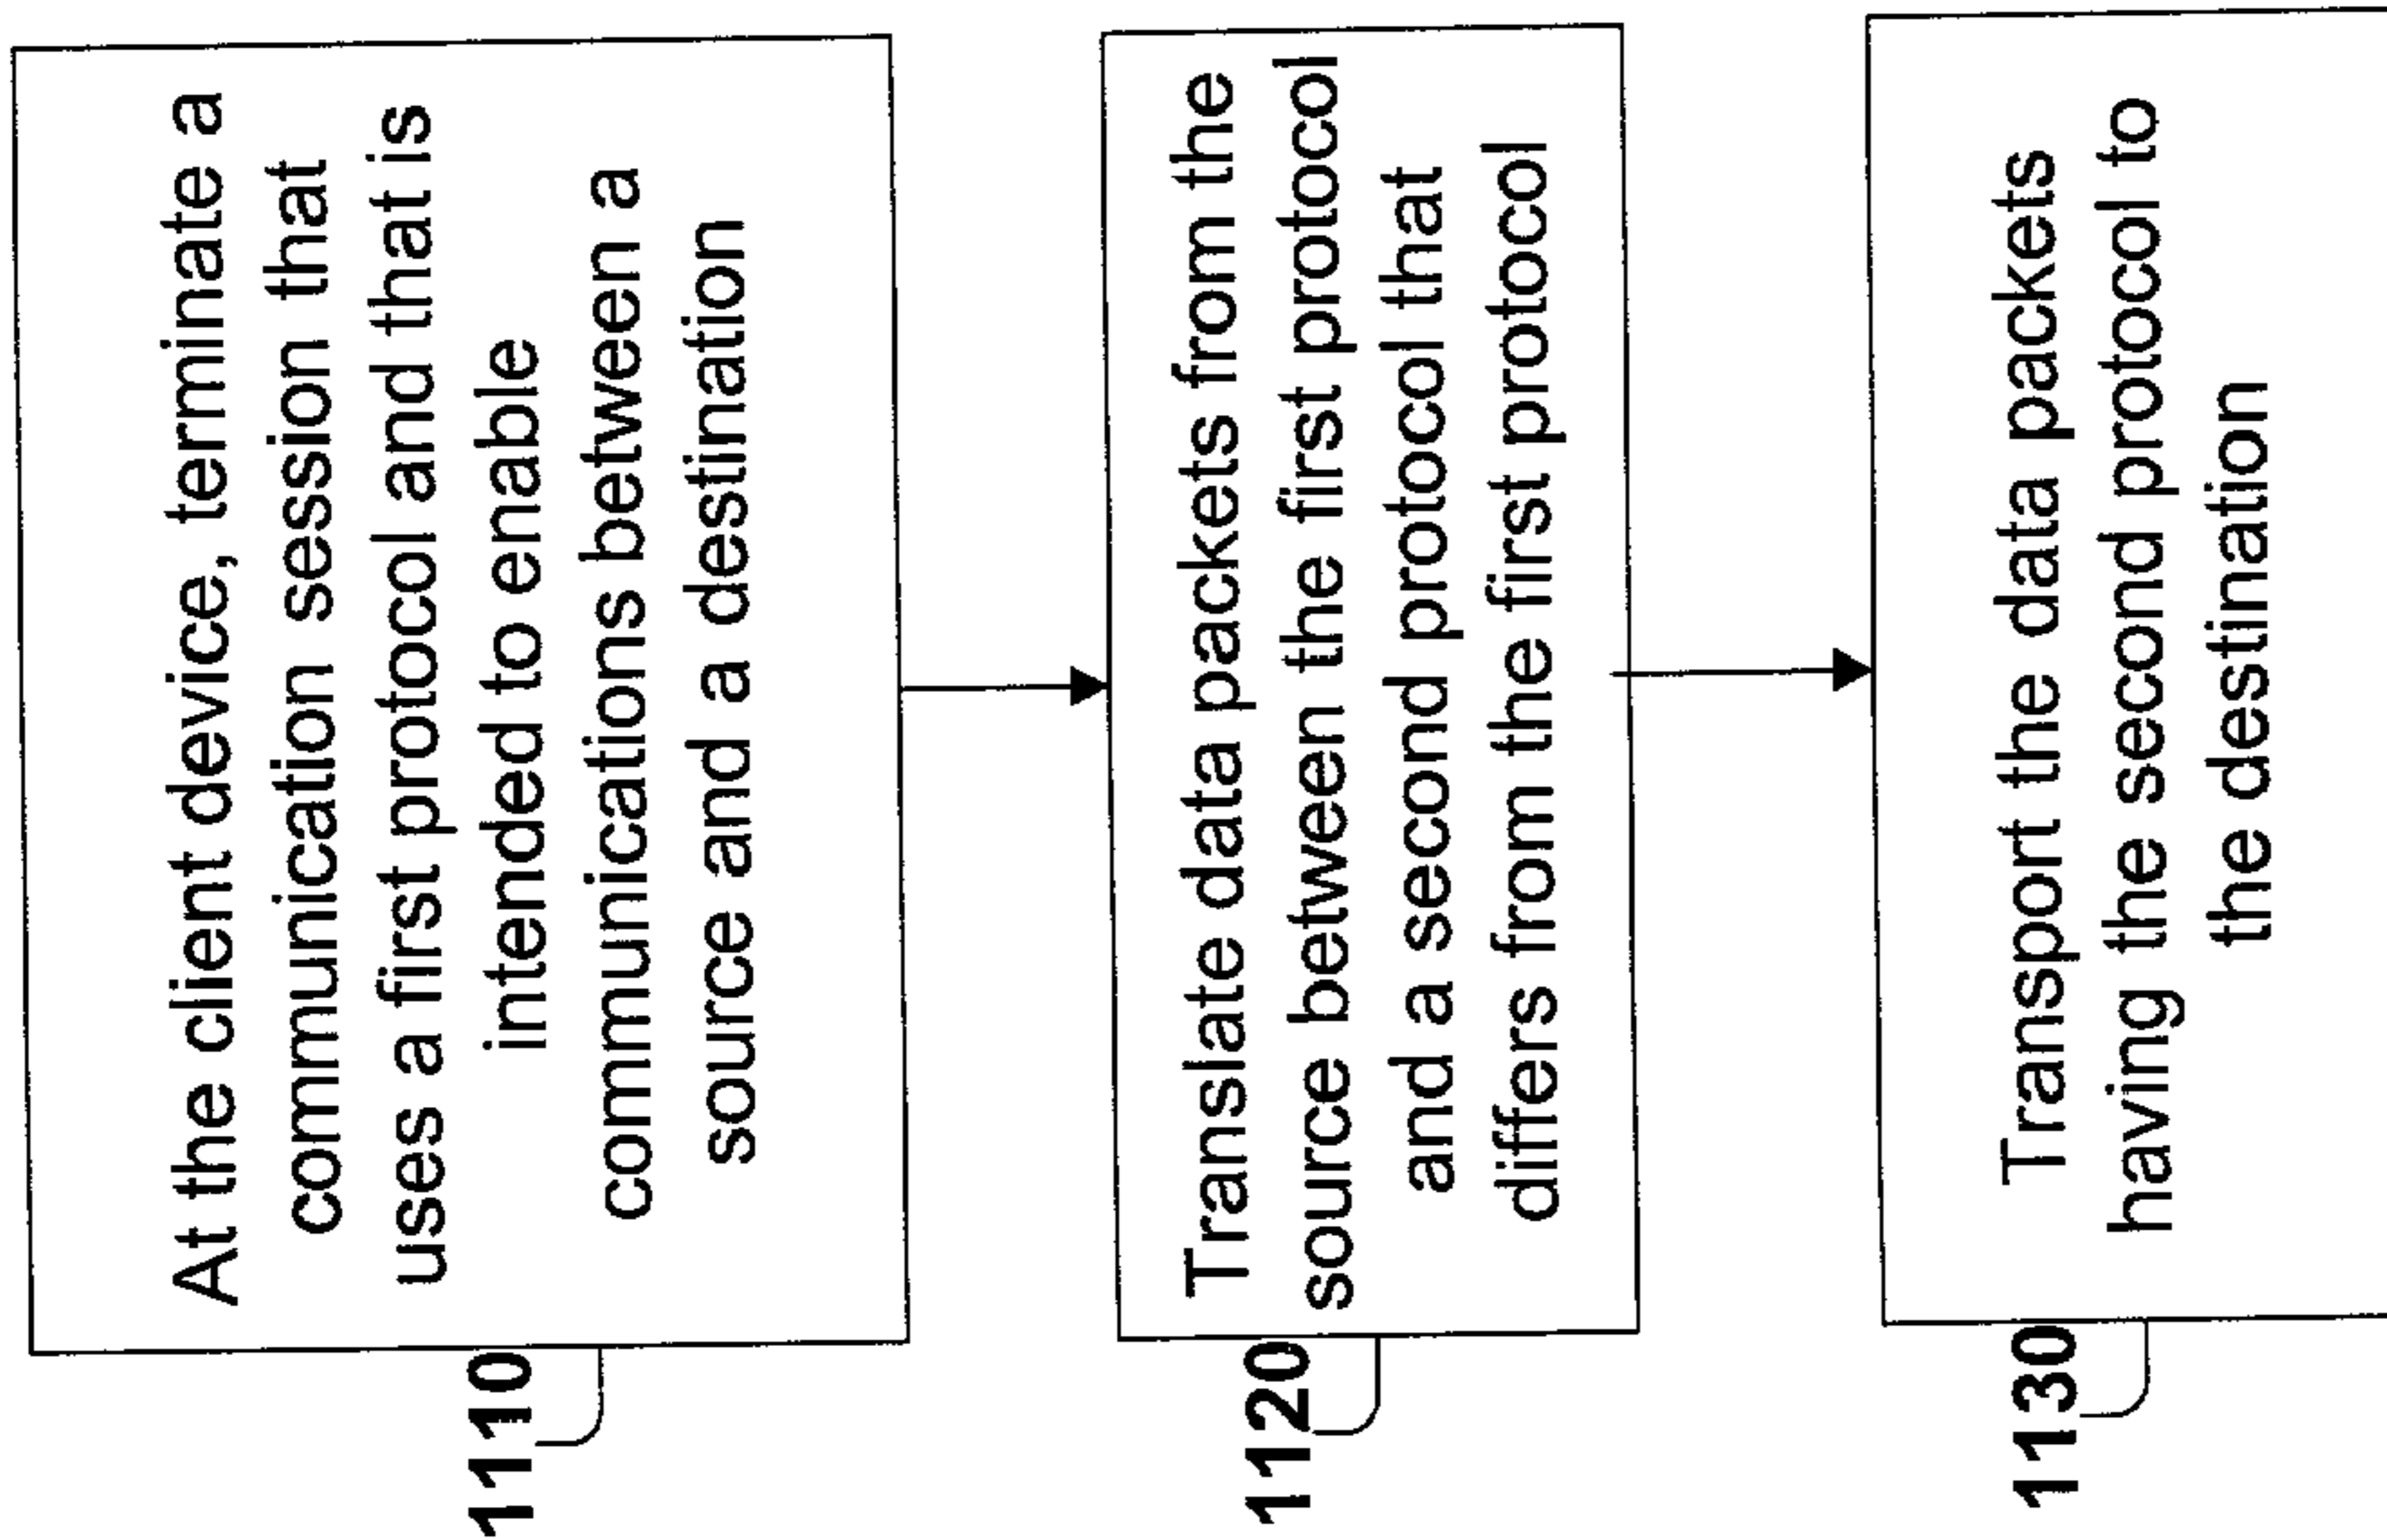 1110
At the client device, terminate a
communication session that
uses a first protocol and that is
intended to enable
communications between a
source and a destination
1120
Translate data packets from the
source between the first protocol
and a second protocol that
differs from the first protocol
1130
Transport the data packets
having the second protocol to
the destination